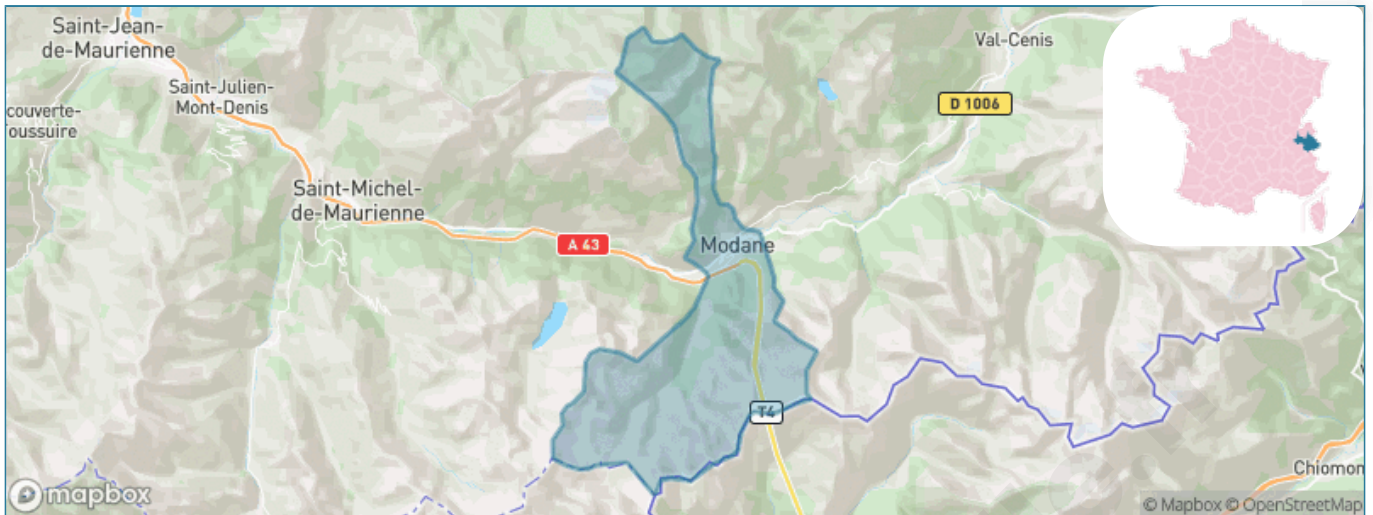 Saint-Jean-
de-Maurienne
Val-Cenis
Saint-Julien-
Mont-Denis
D 1006
couverte-
oussuire
Saint-Michel-
de-Maurienne
A 43
Modane
T4
Chiomon
mapbox
© Mapbox © OpenStreetMap